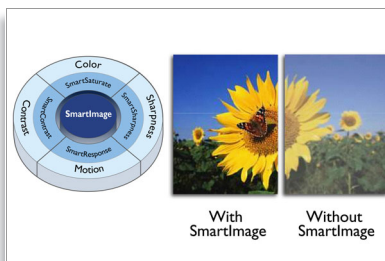 Color
SmartSaturate
Contrast
SmartContrast
SmartImage
SmartSharpness
Sharpness
SmartResponse
Motion
With
SmartImage
Without
SmartImage